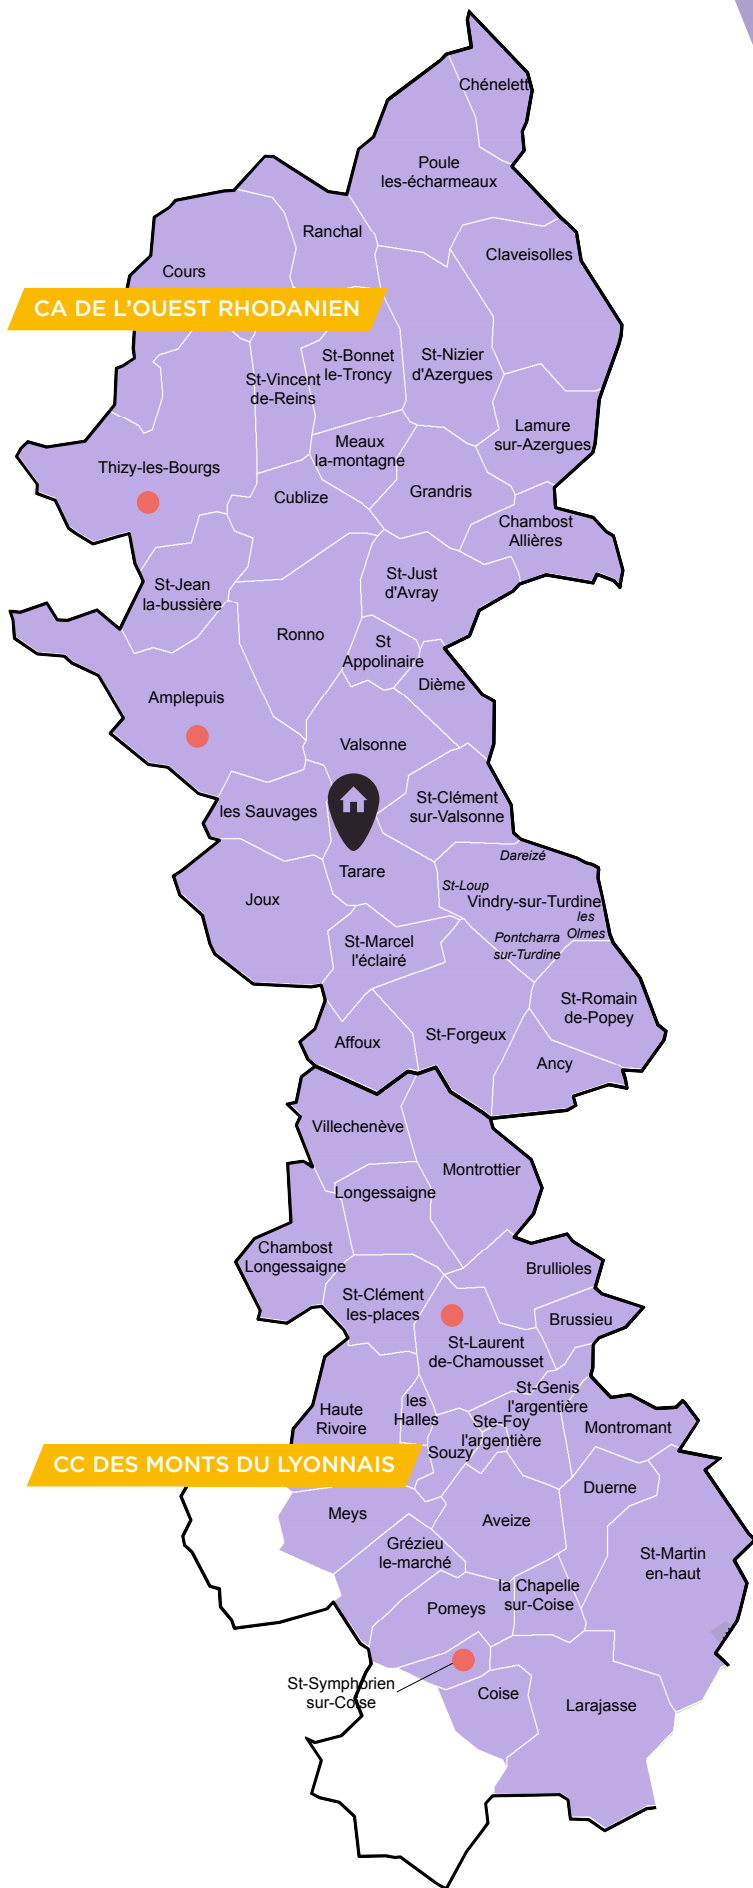 Chénelett
Poule
les-écharmeaux
Ranchal
Claveisolles
Cours
CA DE L'OUEST RHODANIEN
St-Bonnet
le-Troncy
St-Nizier
d'Azergues
St-Vincent
de-Reins
Lamure
sur-Azergues
Meaux
la-montagne
Thizy-les-Bourgs
Grandris
Cublize
Chambost
Allières
St-Jean
la-bussière
St-Just
d'Avray
Ronno
St
Appolinaire
Dième
Amplepuis
Valsonne
St-Clément
sur-Valsonne
les Sauvages
Dareizé
Tarare
St-Loup
Vindry-sur-Turdine
les
Olmes
Joux
Pontcharra
sur-Turdine
St-Marcel
l'éclairé
St-Romain
de-Popey
St-Forgeux
Affoux
Ancy
Villechenève
Montrottier
Longessaigne
Chambost
Longessaigne
Brullioles
St-Clément
les-places
Brussieu
St-Laurent
de-Chamousset
St-Genis
l'argentière
les
Halles
Haute
Rivoire
Ste-Foy
l'argentière
Montromant
Souzy
CC DES MONTS DU LYONNAIS
Duerne
Meys
Aveize
Grézieu
le-marché
St-Martin
en-haut
la Chapelle
sur-Coise
Pomeys
St-Symphorien
sur-Coise
Coise
Larajasse